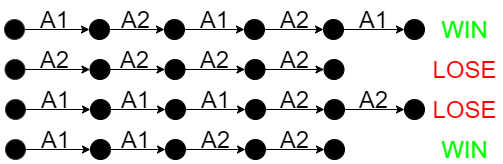 A1 A2 A1 A2 A1 WIN
A2 A2 A2 A2 LOSE
A1 A1 A1 A2 A2 LOSE
A1 A1 A2 A2 WIN